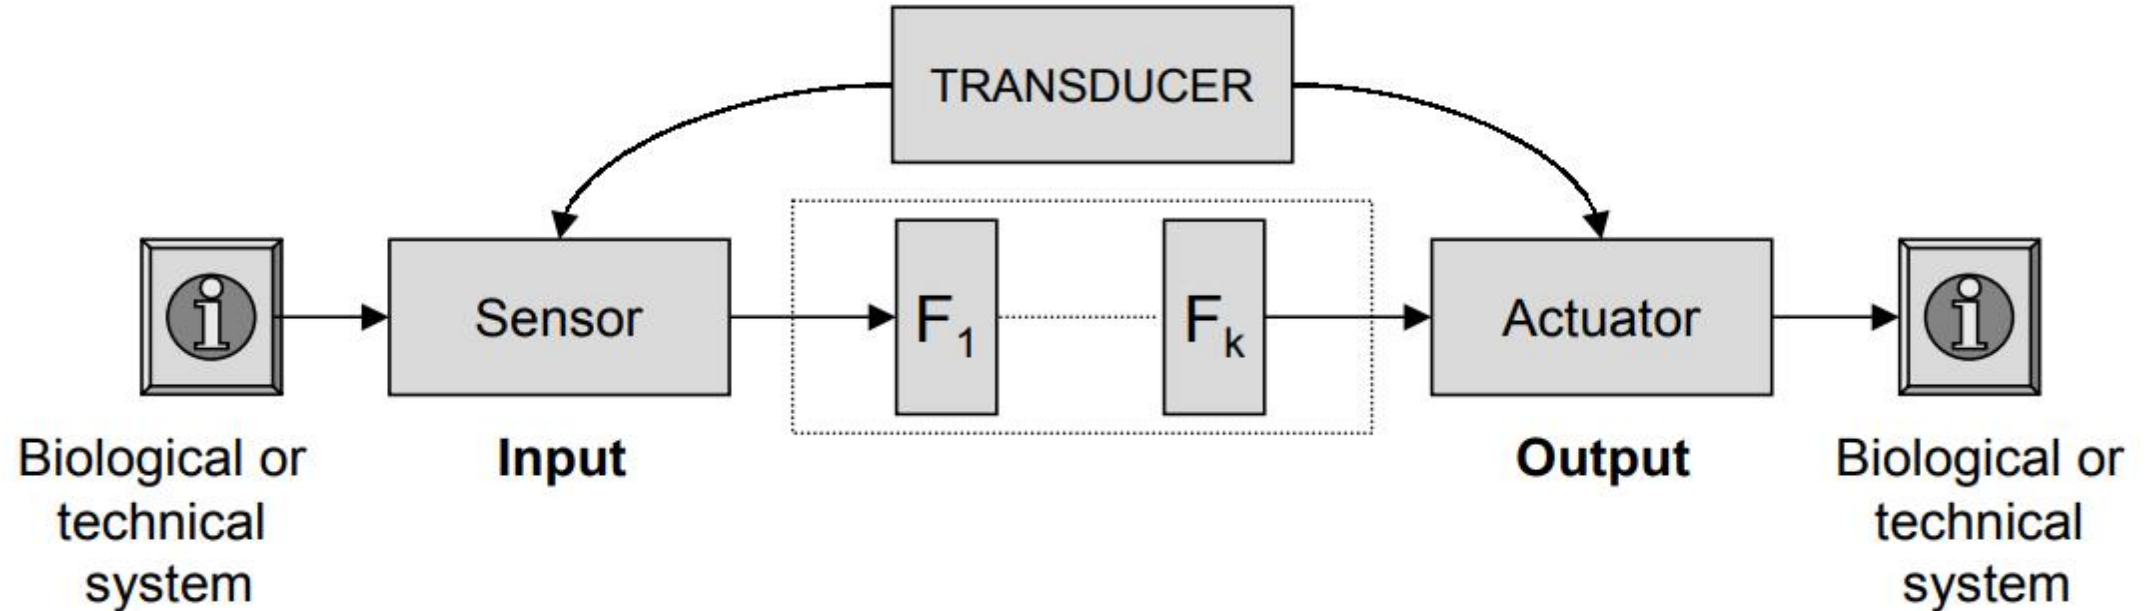 TRANSDUCER
Sensor
F1
Fk
Actuator
Input
Output
Biological or
technical
system
Biological or
technical
system